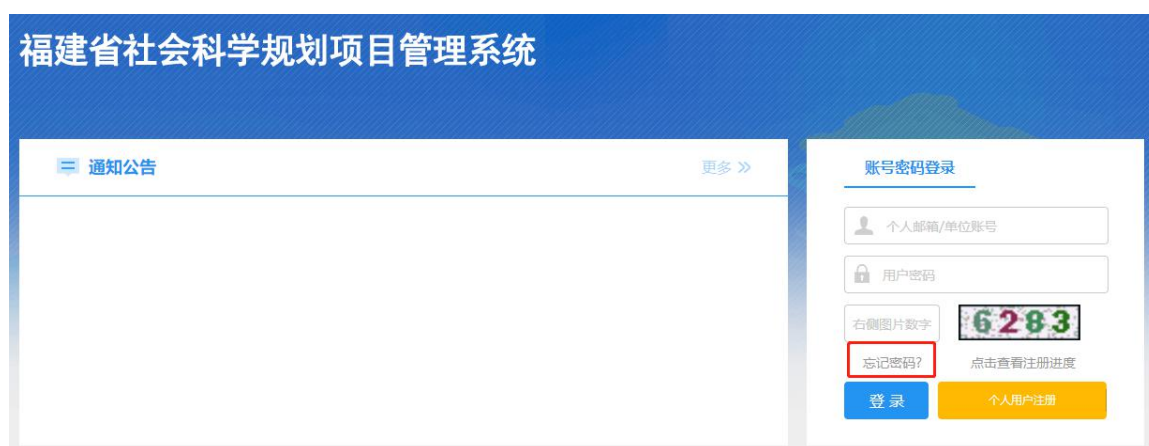 福建省社会科学规划项目管理系统
通知公告
更多
账号密码登录
个人邮箱/单位账号
用户密码
右侧图片数字
6283
忘记密码?
点击查看注册进度
登录
个人用户注册